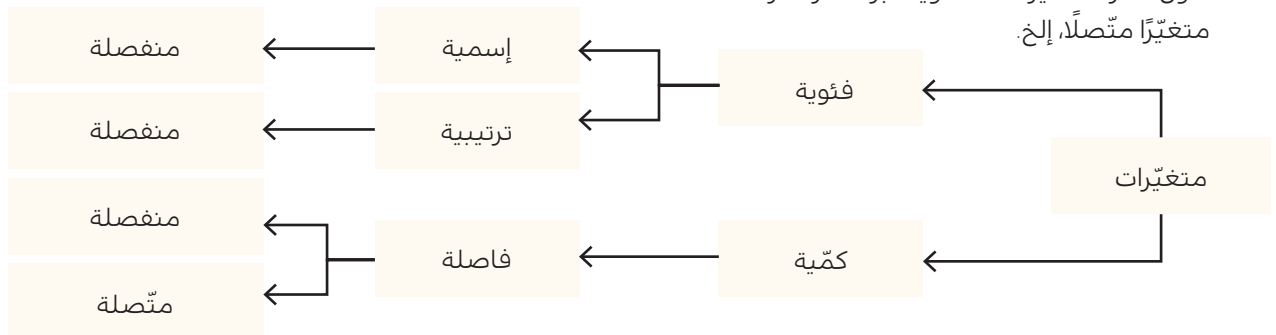 متغيّرًا متّصلًا، إلخ.
متغيّرات
فئوية
إسمية
منفصلة
ترتيبية
منفصلة
كمّية
فاصلة
منفصلة
متّصلة